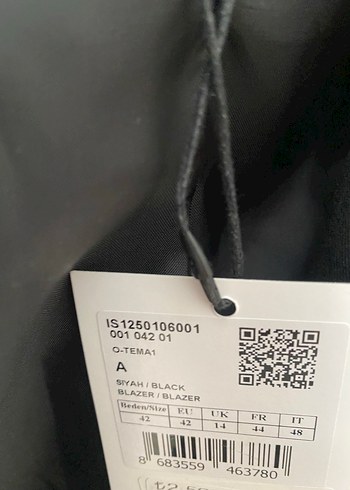 IS1250106001
001 042 01
O-TEMA1
A
SIYAH / BLACK
BLAZER / BLAZER
Beden/Size EU UK FR IT
42 42 14 44 48
8 683559 463780